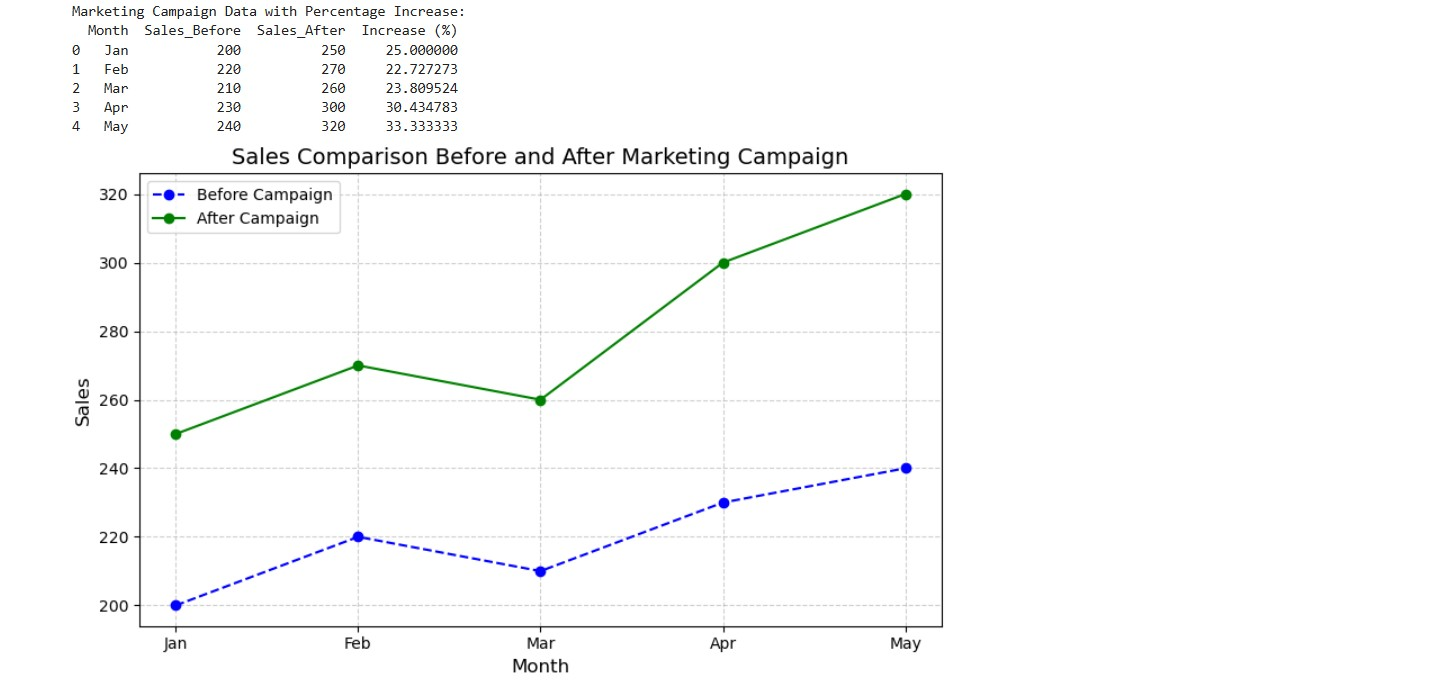 Marketing Campaign Data with Percentage Increase:
Month Sales_Before Sales_After Increase (%)
0 Jan 200 250 25.000000
1 Feb 220 270 22.727273
2 Mar 210 260 23.809524
3 Apr 230 300 30.434783
4 May 240 320 33.333333
Sales Comparison Before and After Marketing Campaign
Before Campaign
After Campaign
320
300
280
260
240
220
200
Sales
Jan Feb Mar Apr May
Month